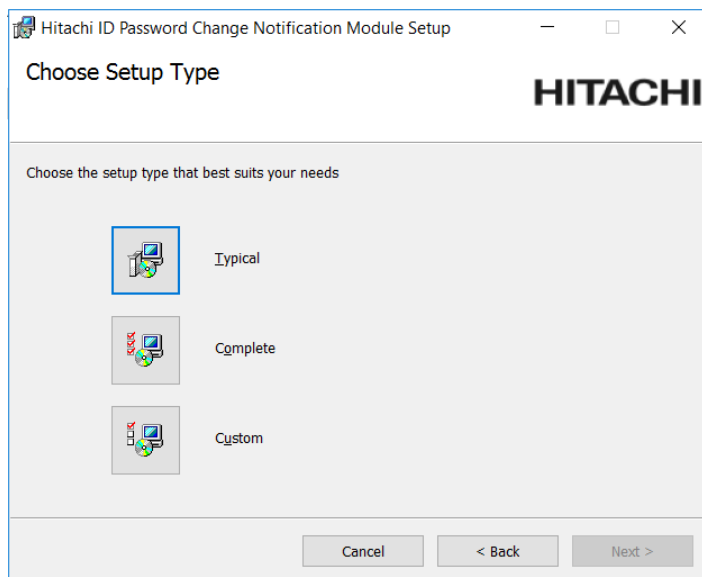 Hitachi ID Password Change Notification Module Setup
Choose Setup Type
HITACHI
Choose the setup type that best suits your needs
Typical
Complete
Custom
Cancel
< Back
Next >